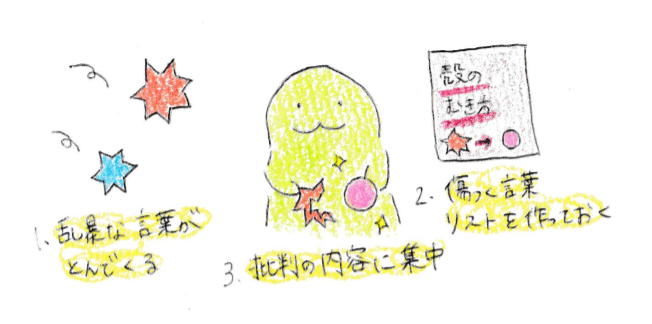 1. 乱暴な言葉が
とんでくる
殻の
むき方
→
2. 傷つく言葉
リストを作っておく
3. 批判の内容に集中